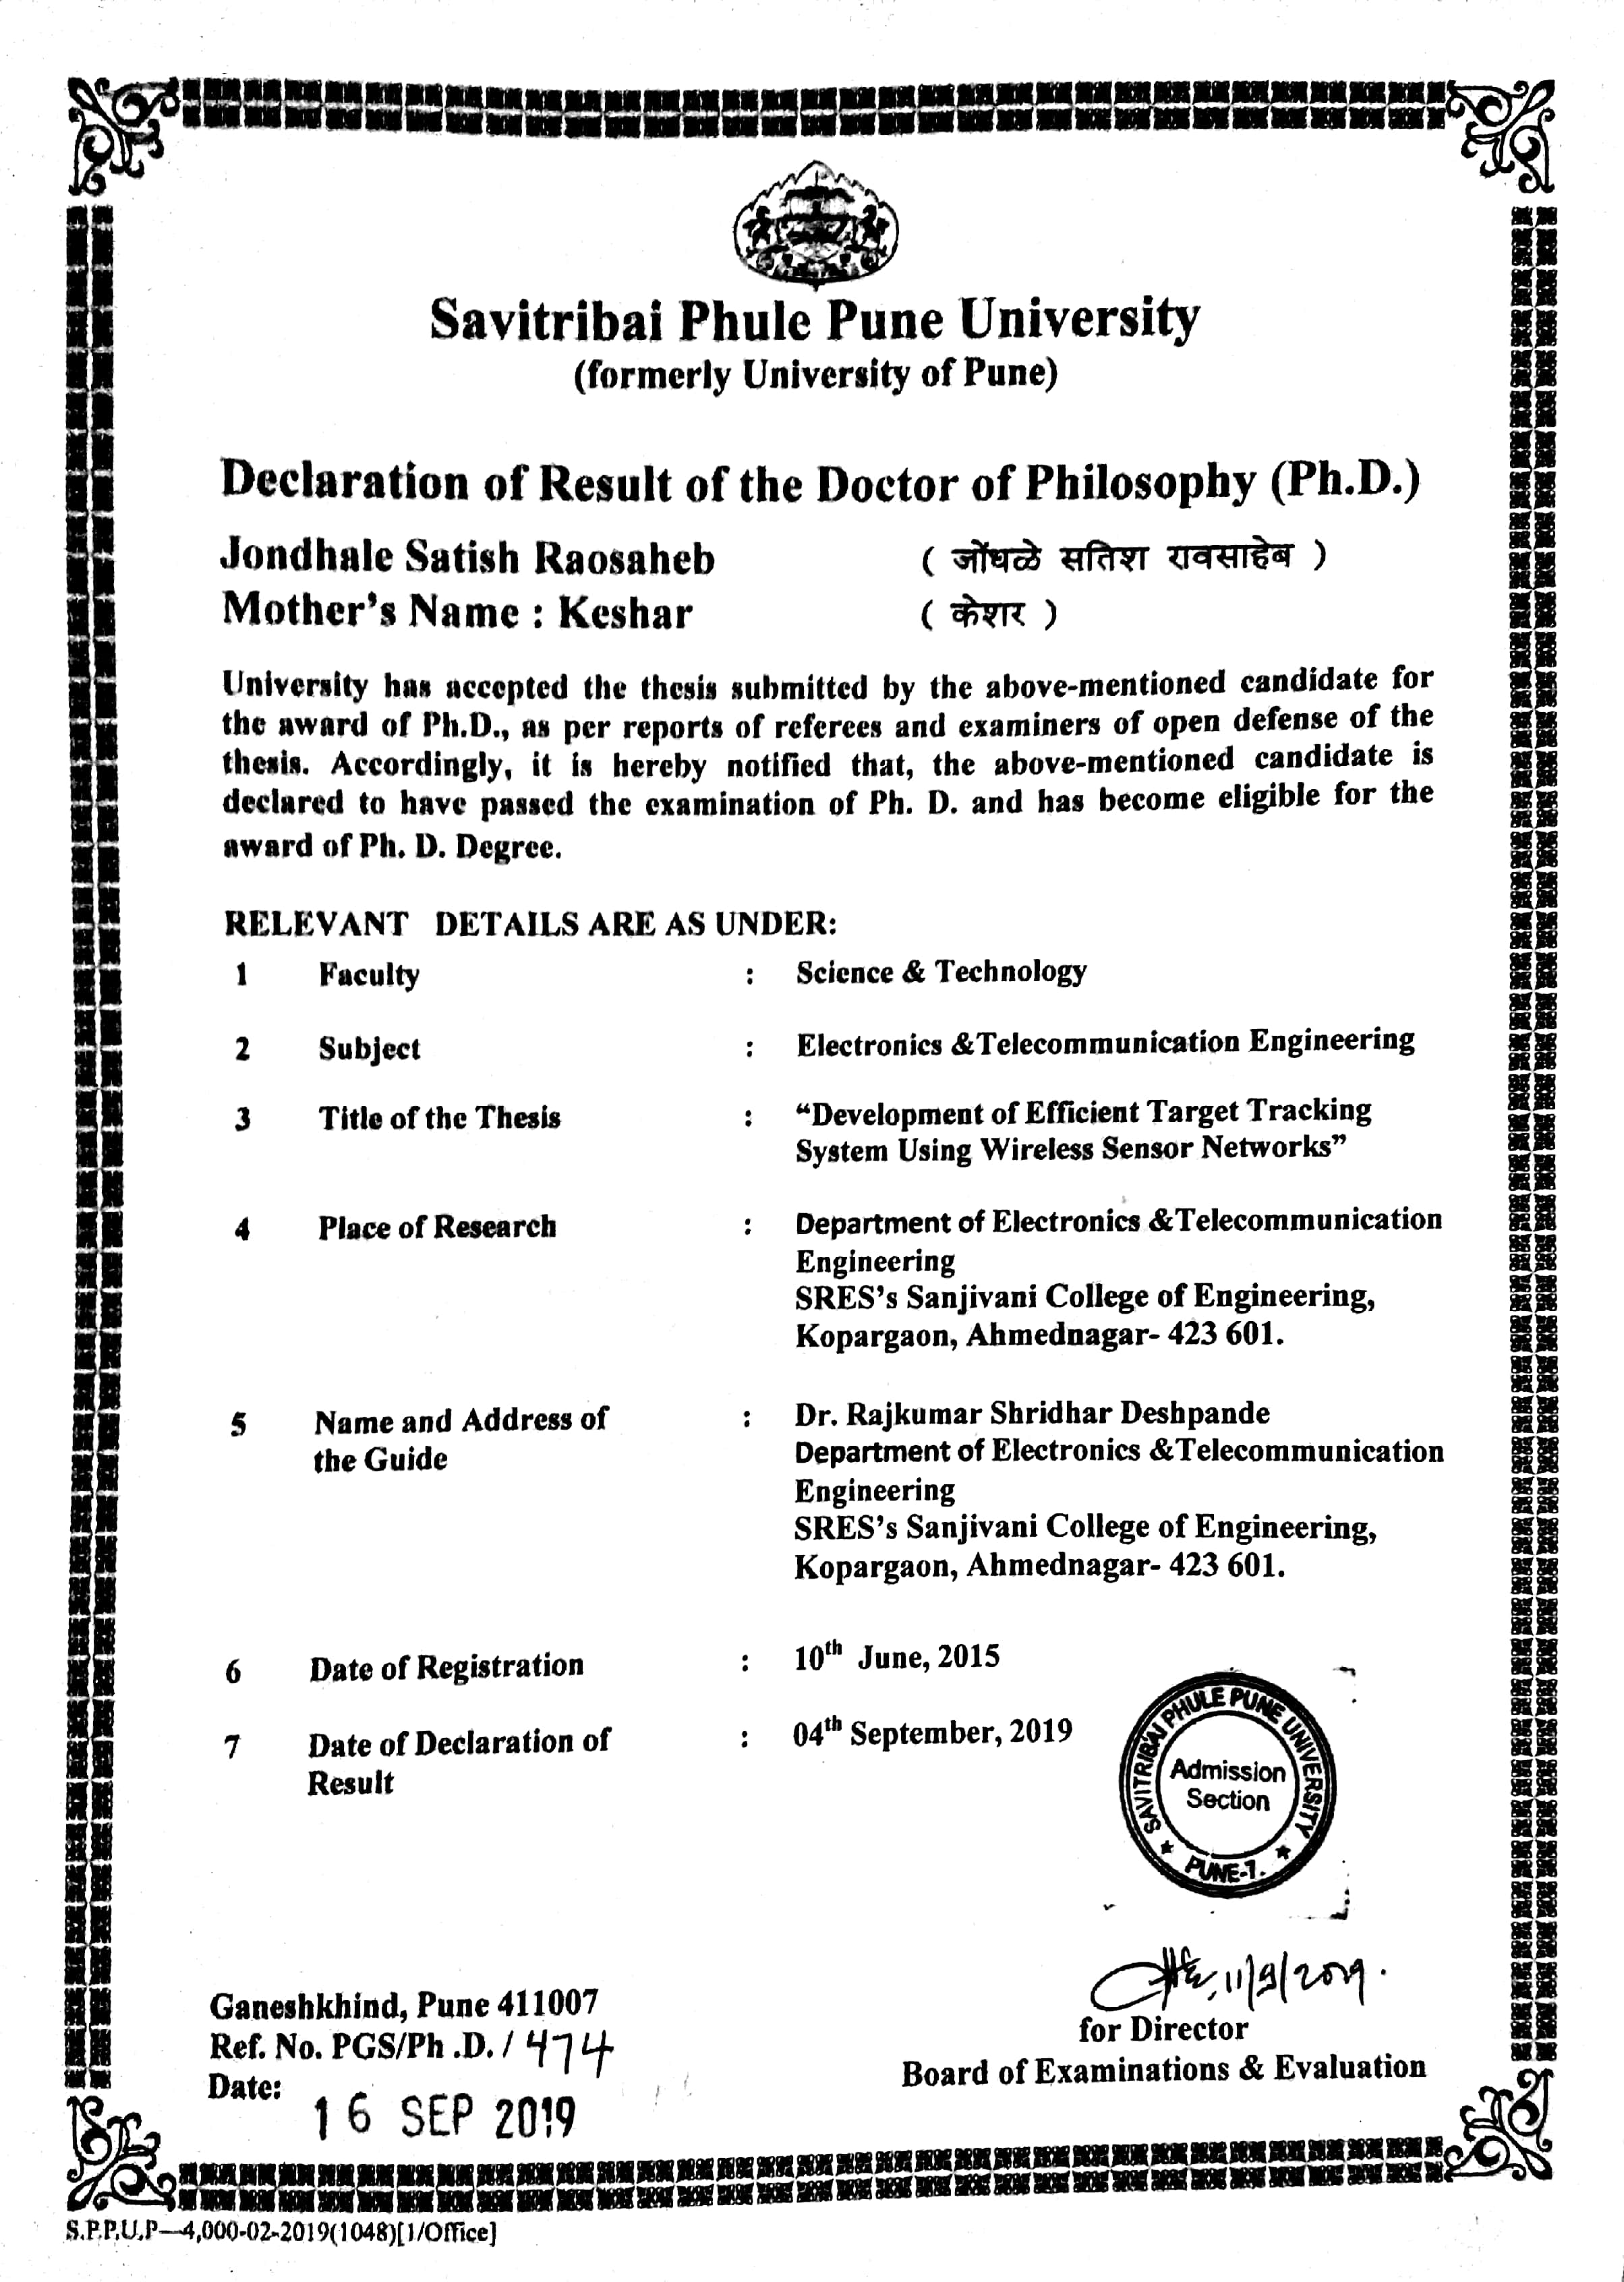 Savitribai Phule Pune University
(formerly University of Pune)
Declaration of Result of the Doctor of Philosophy (Ph.D.)
Jondhale Satish Raosaheb ( जोंधळे सतिश रावसाहेब )
Mother's Name : Keshar ( केशर )
University has accepted the thesis submitted by the above-mentioned candidate for
the award of Ph.D., as per reports of referees and examiners of open defense of the
thesis. Accordingly, it is hereby notified that, the above-mentioned candidate is
declared to have passed the examination of Ph. D. and has become eligible for the
award of Ph. D. Degree.
RELEVANT DETAILS ARE AS UNDER:
1 Faculty : Science & Technology
2 Subject : Electronics &Telecommunication Engineering
3 Title of the Thesis : “Development of Efficient Target Tracking
System Using Wireless Sensor Networks”
4 Place of Research : Department of Electronics &Telecommunication
Engineering
SRES's Sanjivani College of Engineering,
Kopargaon, Ahmednagar- 423 601.
5 Name and Address of : Dr. Rajkumar Shridhar Deshpande
the Guide Department of Electronics &Telecommunication
Engineering
SRES's Sanjivani College of Engineering,
Kopargaon, Ahmednagar- 423 601.
6 Date of Registration : 10th June, 2015
7 Date of Declaration of : 04th September, 2019
Result
SAVITRIBAI PHULE PUNE UNIVERSITY
Admission
Section
PUNE-7.
11/9/2019.
for Director
Board of Examinations & Evaluation
Ganeshkhind, Pune 411007
Ref. No. PGS/Ph .D. / 474
Date:
16 SEP 2019
S.P.P.U.P—4,000-02-2019(1048)[1/Office]